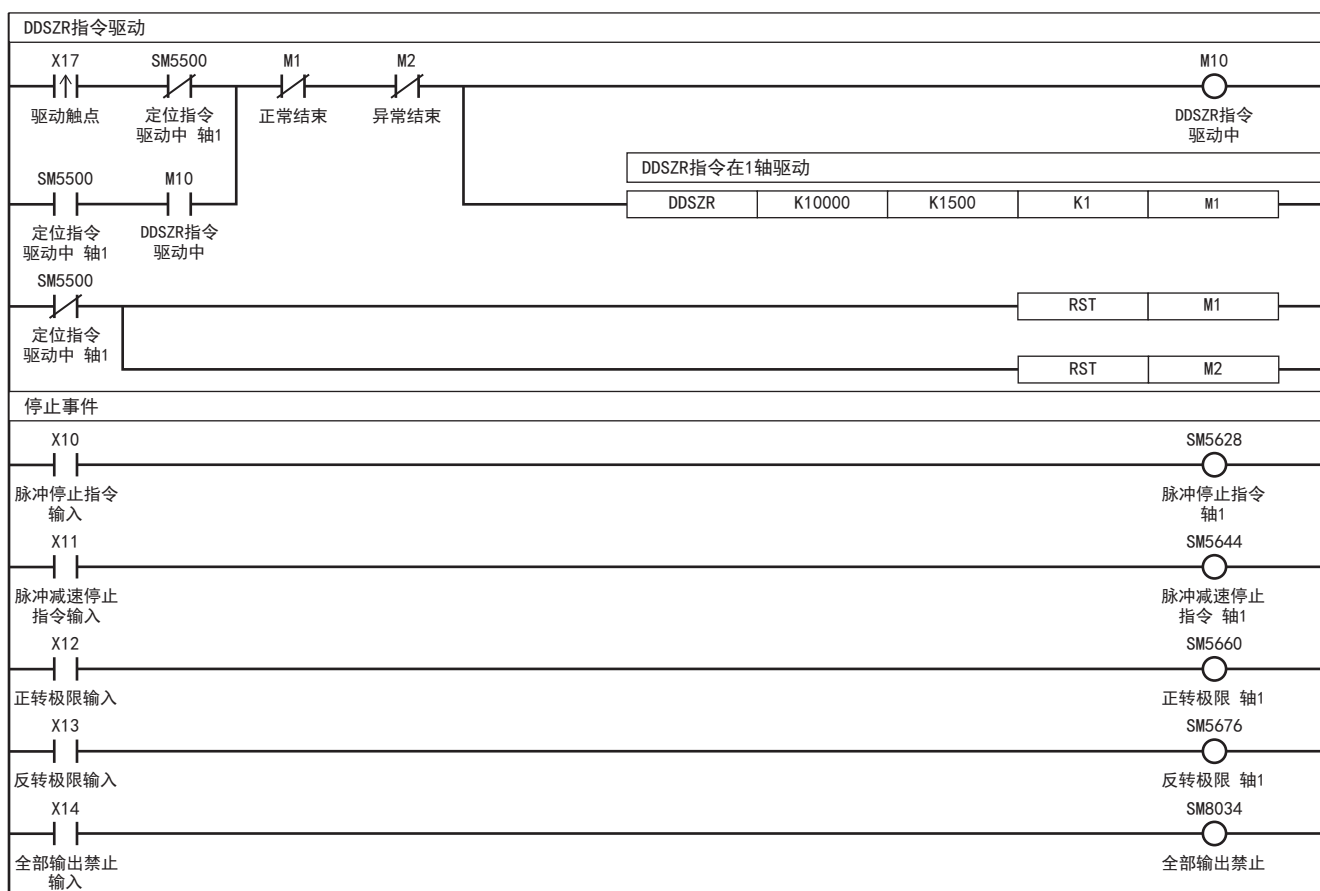 DDSZR指令驱动
X17 SM5500 M1 M2 M10
驱动触点 定位指令 正常结束 异常结束 DDSZR指令
驱动中 轴1 驱动中
DDSZR指令在1轴驱动
SM5500 M10
DDSZR K10000 K1500 K1 M1
定位指令 DDSZR指令
驱动中 轴1 驱动中
SM5500
RST M1
定位指令
驱动中 轴1
RST M2
停止事件
X10 SM5628
脉冲停止指令 脉冲停止指令
输入 轴1
X11 SM5644
脉冲减速停止 脉冲减速停止
指令输入 指令 轴1
X12 SM5660
正转极限输入 正转极限 轴1
X13 SM5676
反转极限输入 反转极限 轴1
X14 SM8034
全部输出禁止 全部输出禁止
输入